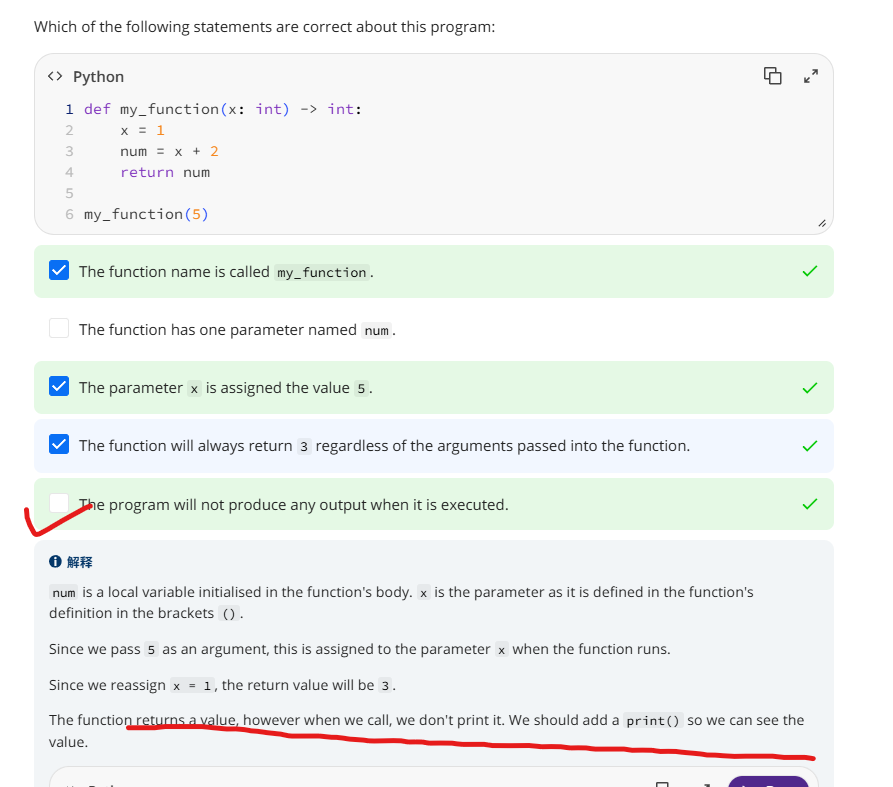 Which of the following statements are correct about this program:
<> Python
1 def my_function(x: int) -> int:
2     x = 1
3     num = x + 2
4     return num
5
6 my_function(5)
The function name is called my_function.
The function has one parameter named num.
The parameter x is assigned the value 5.
The function will always return 3 regardless of the arguments passed into the function.
The program will not produce any output when it is executed.
解释
num is a local variable initialised in the function's body. x is the parameter as it is defined in the function's
definition in the brackets ().
Since we pass 5 as an argument, this is assigned to the parameter x when the function runs.
Since we reassign x = 1, the return value will be 3.
The function returns a value, however when we call, we don't print it. We should add a print() so we can see the
value.